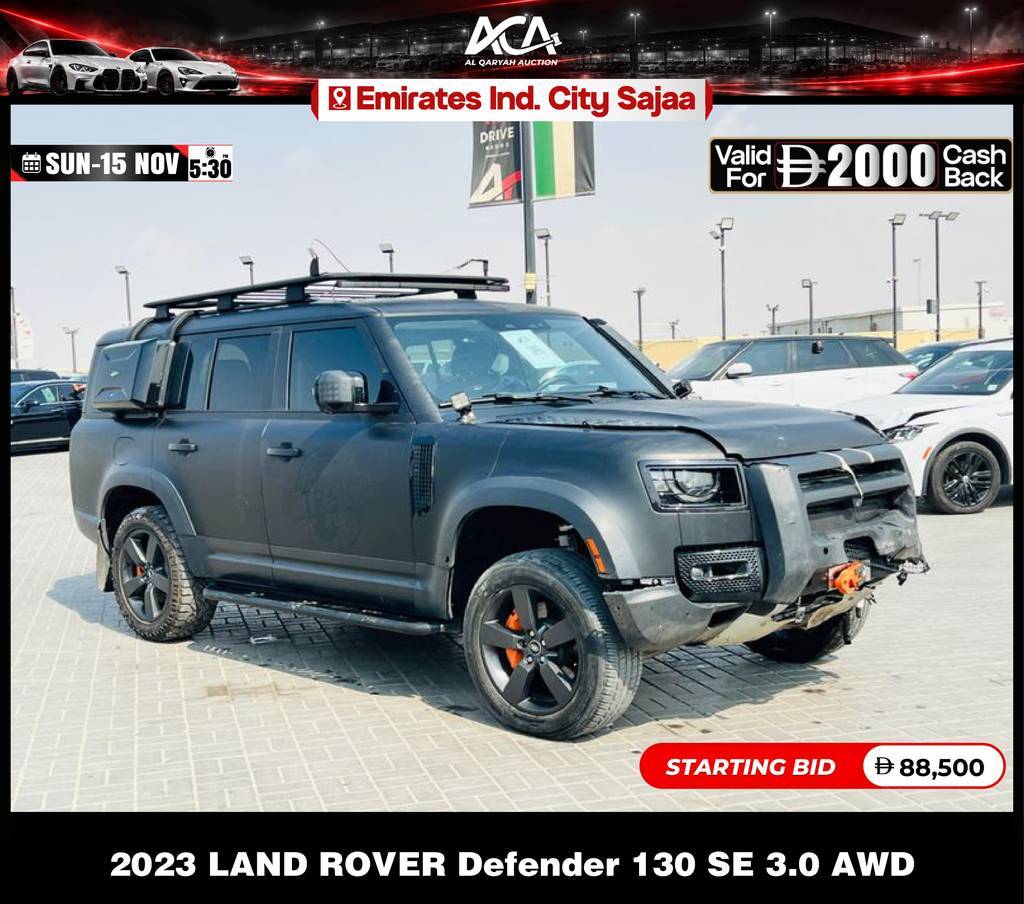 ACA
AL QARYAH AUCTION
Emirates Ind. City Sajaa
SUN-15 NOV 5:30 PM
Valid For 2000 Cash Back
DRIVE
STARTING BID 88,500
2023 LAND ROVER Defender 130 SE 3.0 AWD